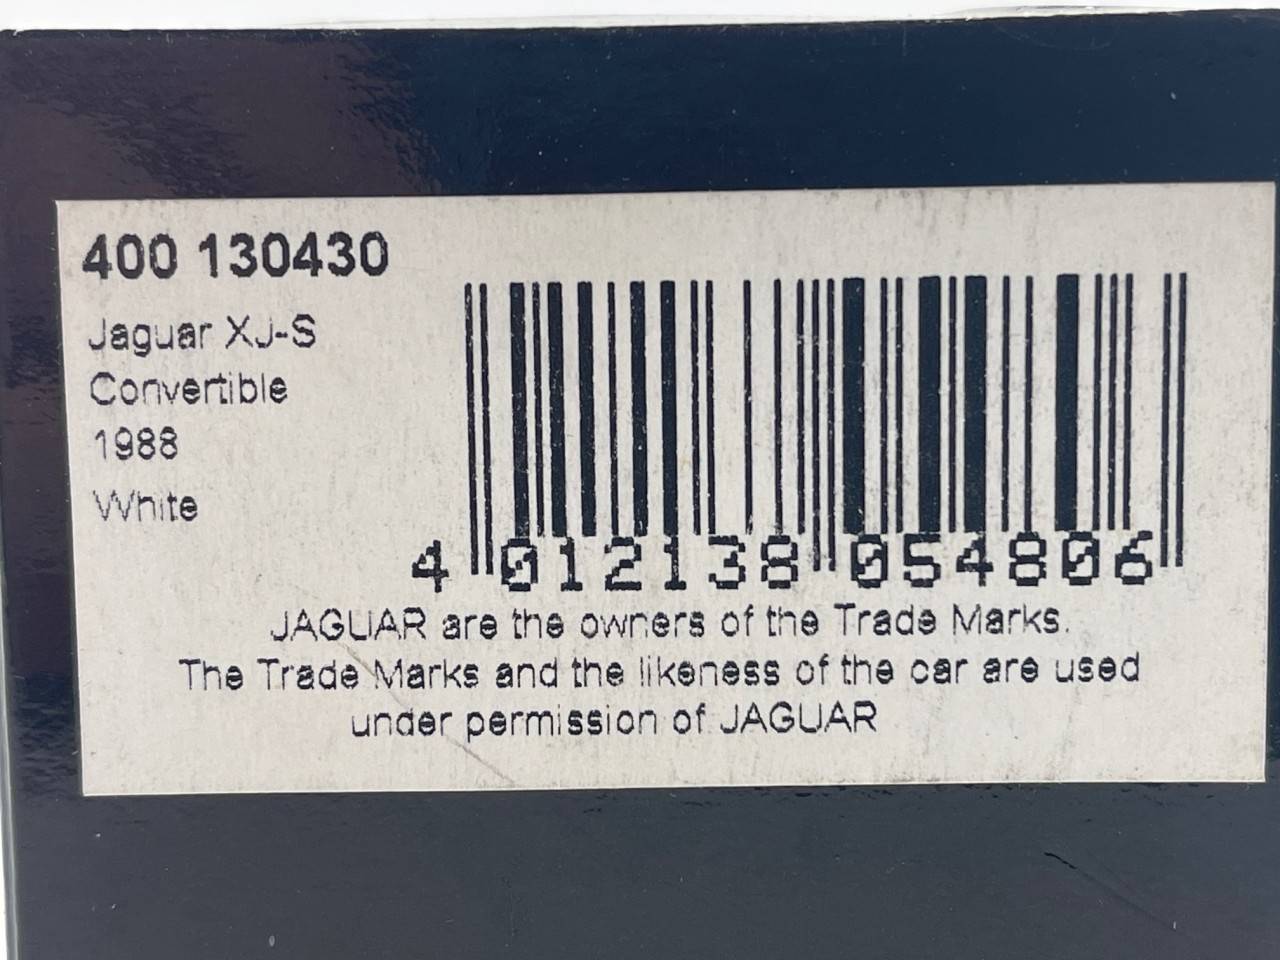 400 130430
Jaguar XJ-S
Convertible
1988
White
4 012138 054806
JAGUAR are the owners of the Trade Marks.
The Trade Marks and the likeness of the car are used
under permission of JAGUAR